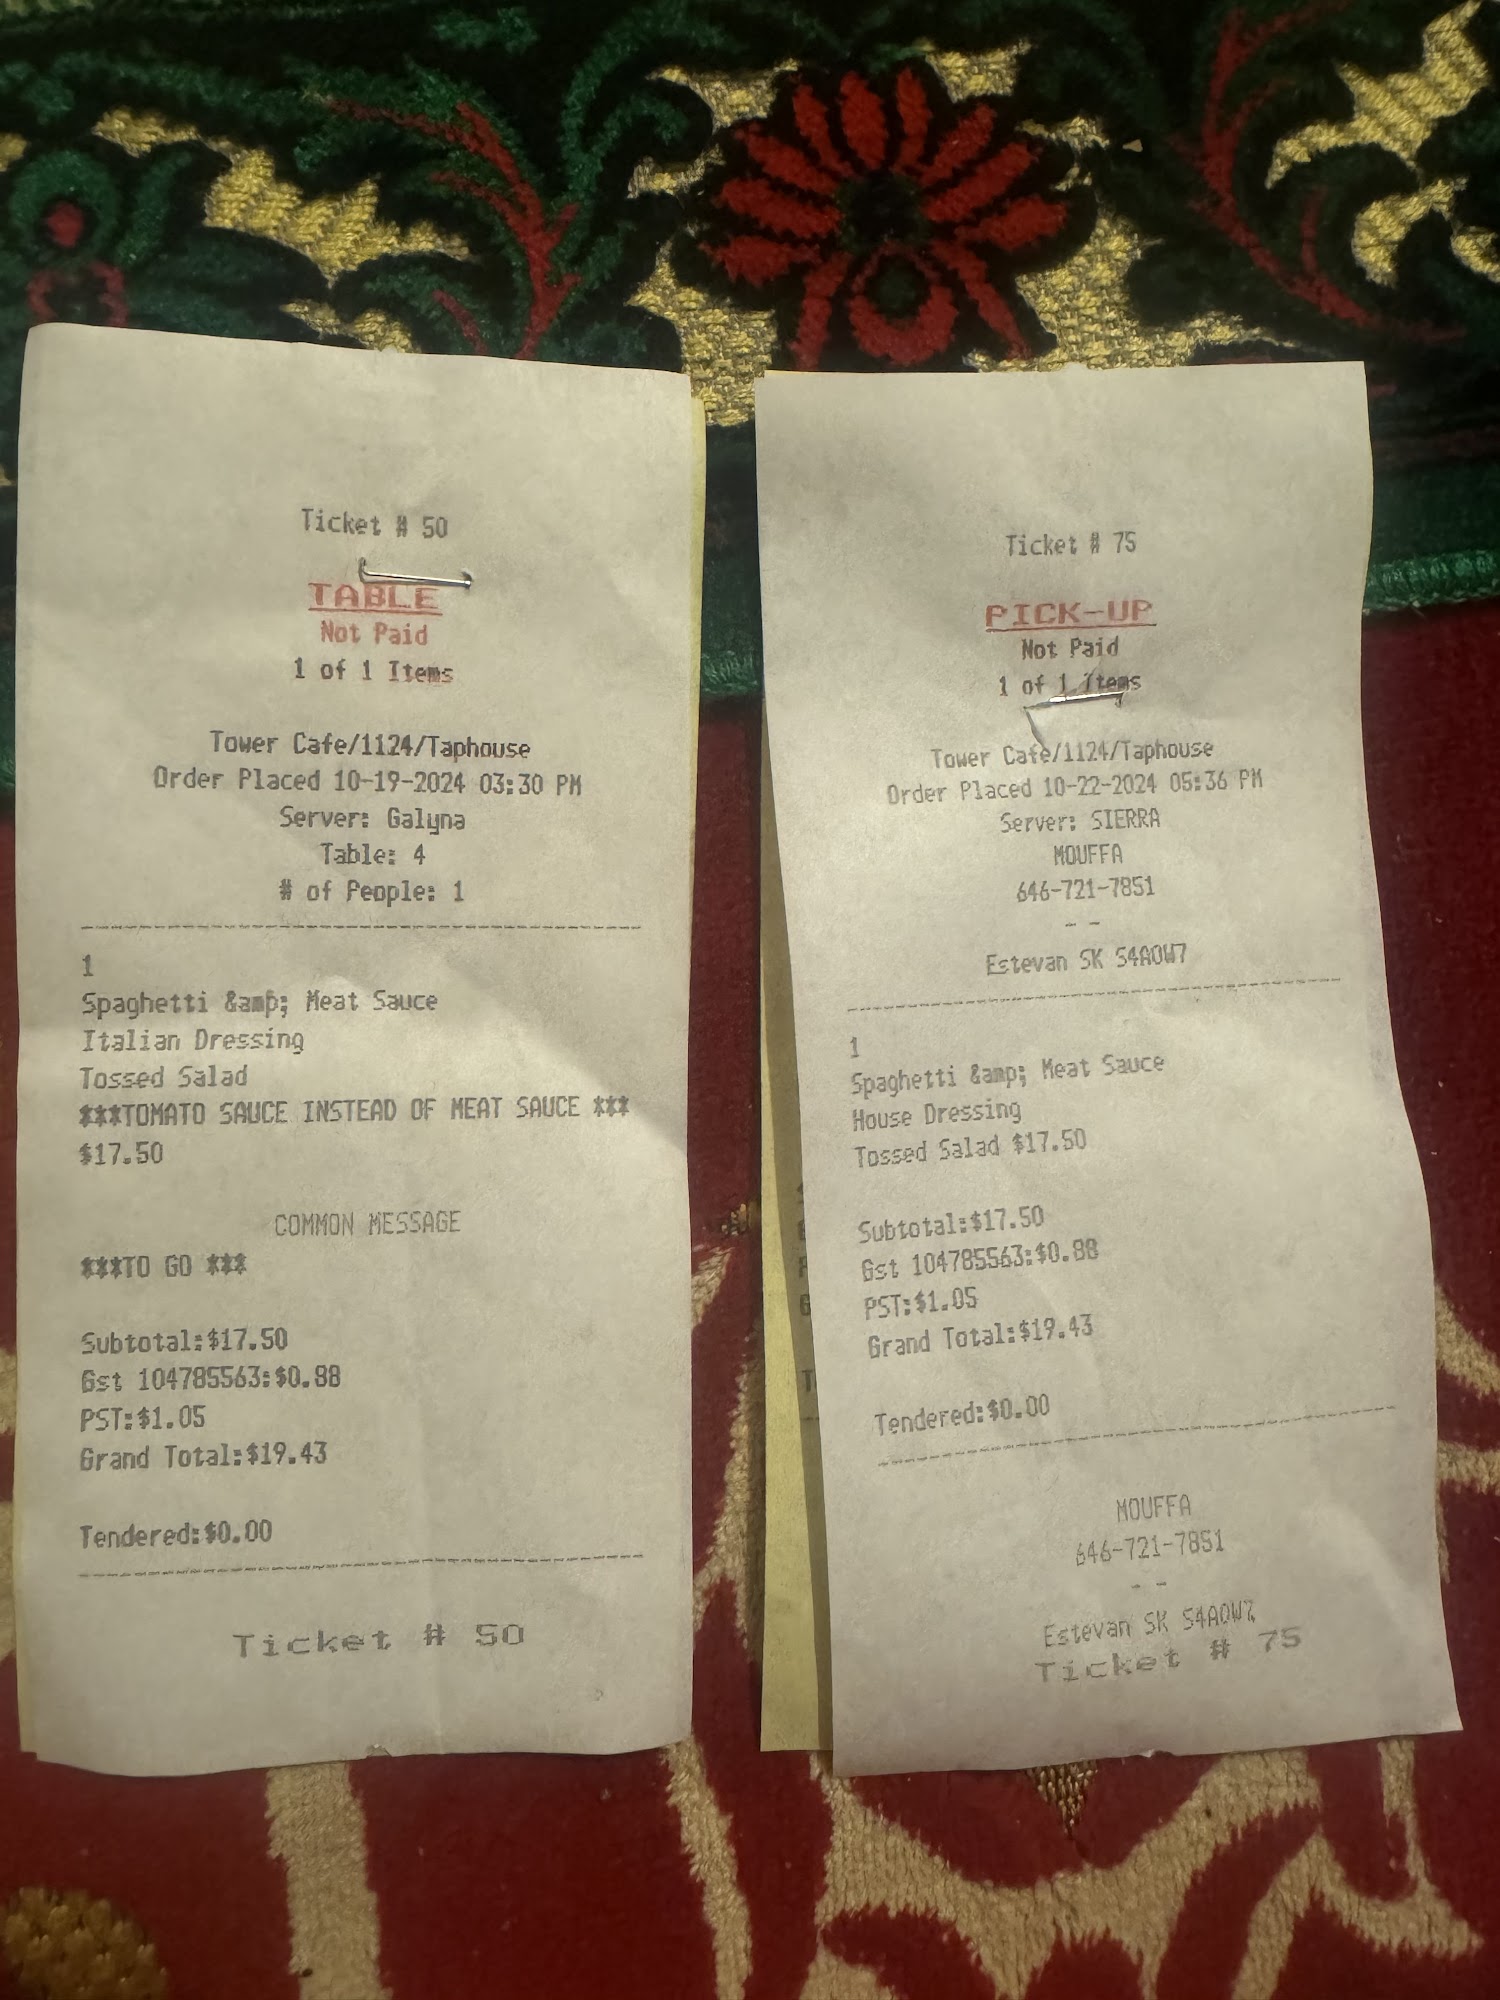 Ticket # 50
TABLE
Not Paid
1 of 1 Items
Tower Cafe/1124/Taphouse
Order Placed 10-19-2024 03:30 PM
Server: Galyna
Table: 4
# of People: 1
1
Spaghetti &amp; Meat Sauce
Italian Dressing
Tossed Salad
***TOMATO SAUCE INSTEAD OF MEAT SAUCE ***
$17.50
COMMON MESSAGE
***TO GO ***
Subtotal:$17.50
Gst 104785563:$0.88
PST:$1.05
Grand Total:$19.43
Tendered:$0.00
Ticket # 50
Ticket # 75
PICK-UP
Not Paid
1 of 1 Items
Tower Cafe/1124/Taphouse
Order Placed 10-22-2024 05:36 PM
Server: SIERRA
MOUFFA
646-721-7851
- -
Estevan SK S4A0W7
1
Spaghetti &amp; Meat Sauce
House Dressing
Tossed Salad $17.50
Subtotal:$17.50
Gst 104785563:$0.88
PST:$1.05
Grand Total:$19.43
Tendered:$0.00
MOUFFA
646-721-7851
- -
Estevan SK S4A0W7
Ticket # 75